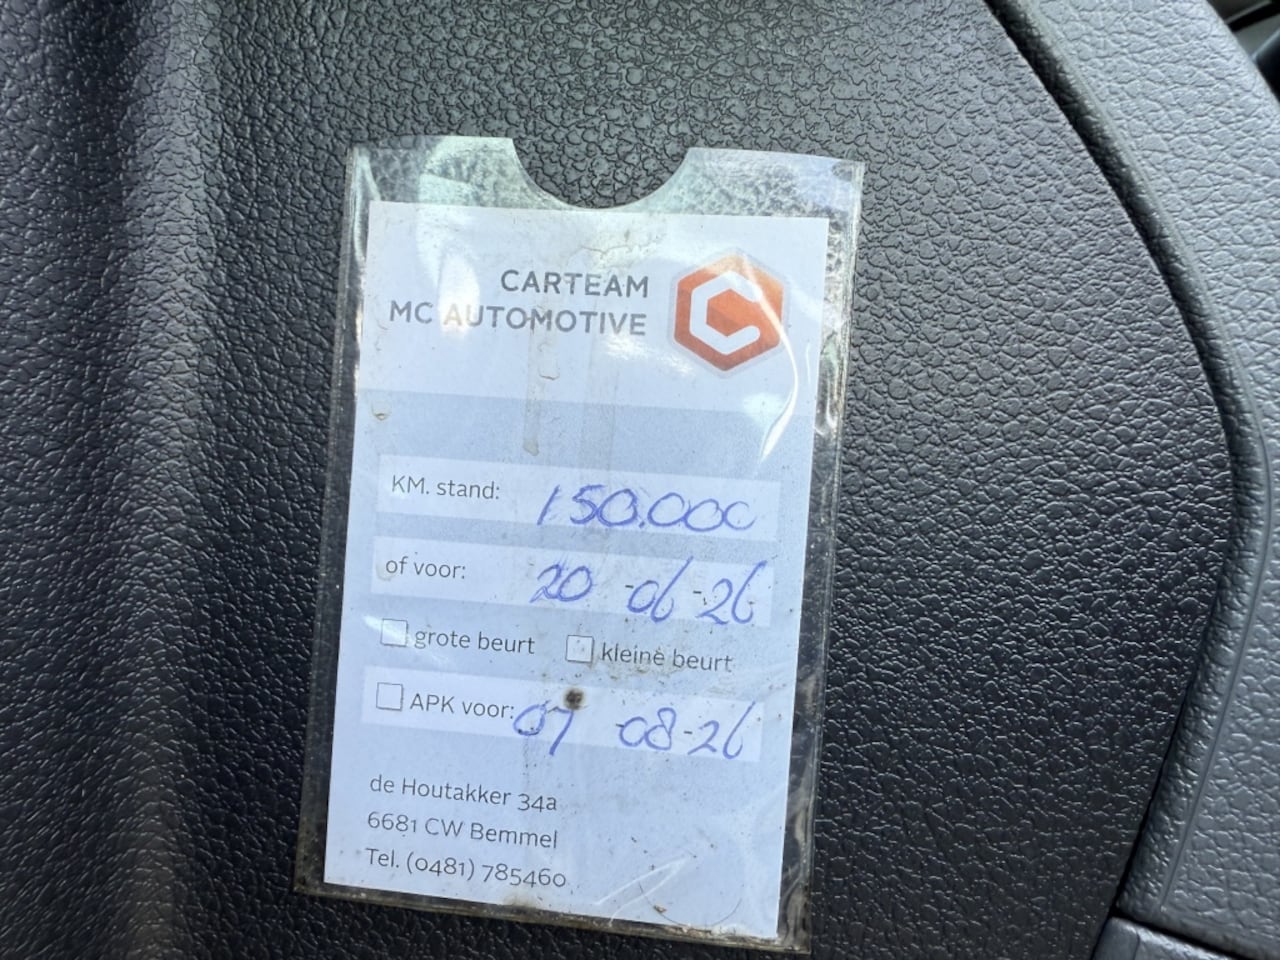 CARTEAM
MC AUTOMOTIVE
KM. stand: 150.000
of voor: 20-06-26
grote beurt kleine beurt
APK voor: 07-08-26
de Houtakker 34a
6681 CW Bemmel
Tel. (0481) 785460